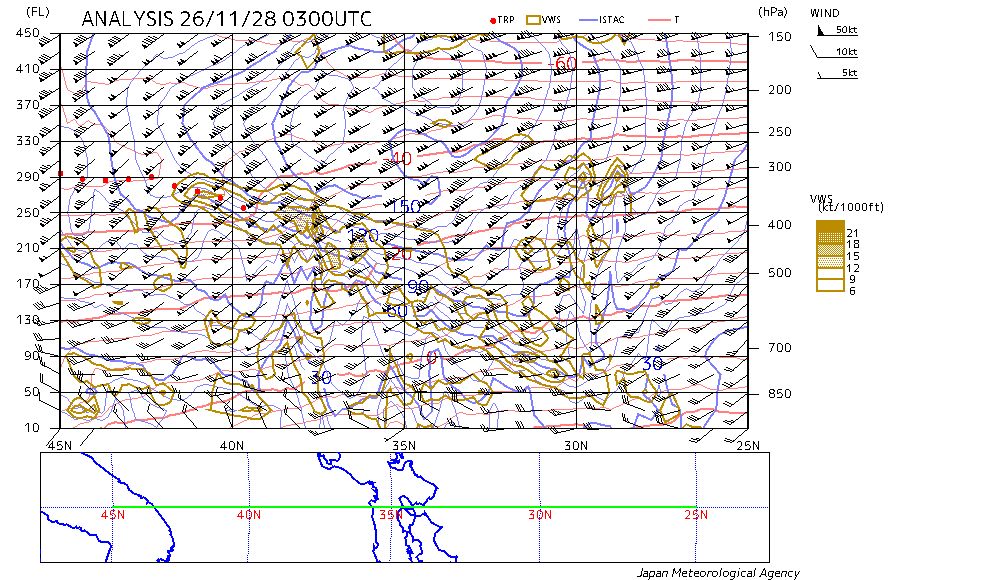 (FL) ANALYSIS 26/11/28 0300UTC TRP VWS ISTAC T (hPa) WIND
450 150 50kt
410 -60 10kt
5kt
370 200
330 250
-40
290 300
VWS
250 150 (kt/1000ft)
400
120 21
210 -20 18
15
170 90 500 12
9
60 6
130
90 0 700
30 30
50 850
10
45N 40N 35N 30N 25N
45N 40N 35N 30N 25N
Japan Meteorological Agency